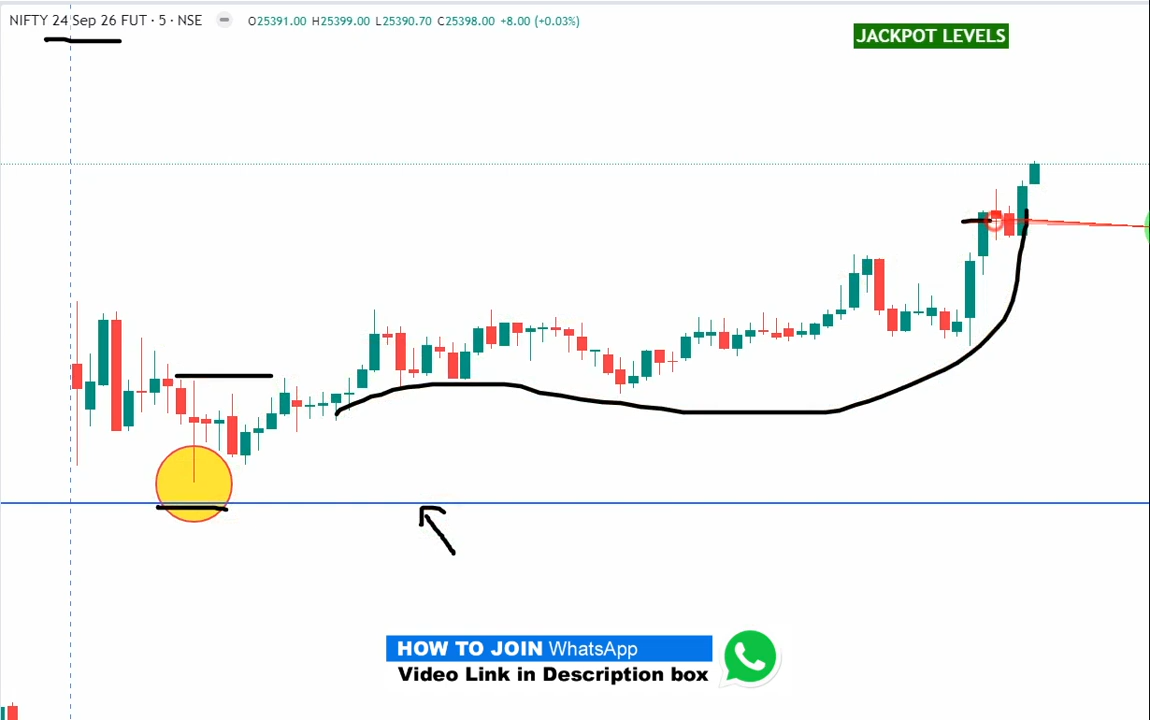 NIFTY 24 Sep 26 FUT · 5 · NSE O25391.00 H25399.00 L25390.70 C25398.00 +8.00 (+0.03%)
JACKPOT LEVELS
HOW TO JOIN WhatsApp
Video Link in Description box